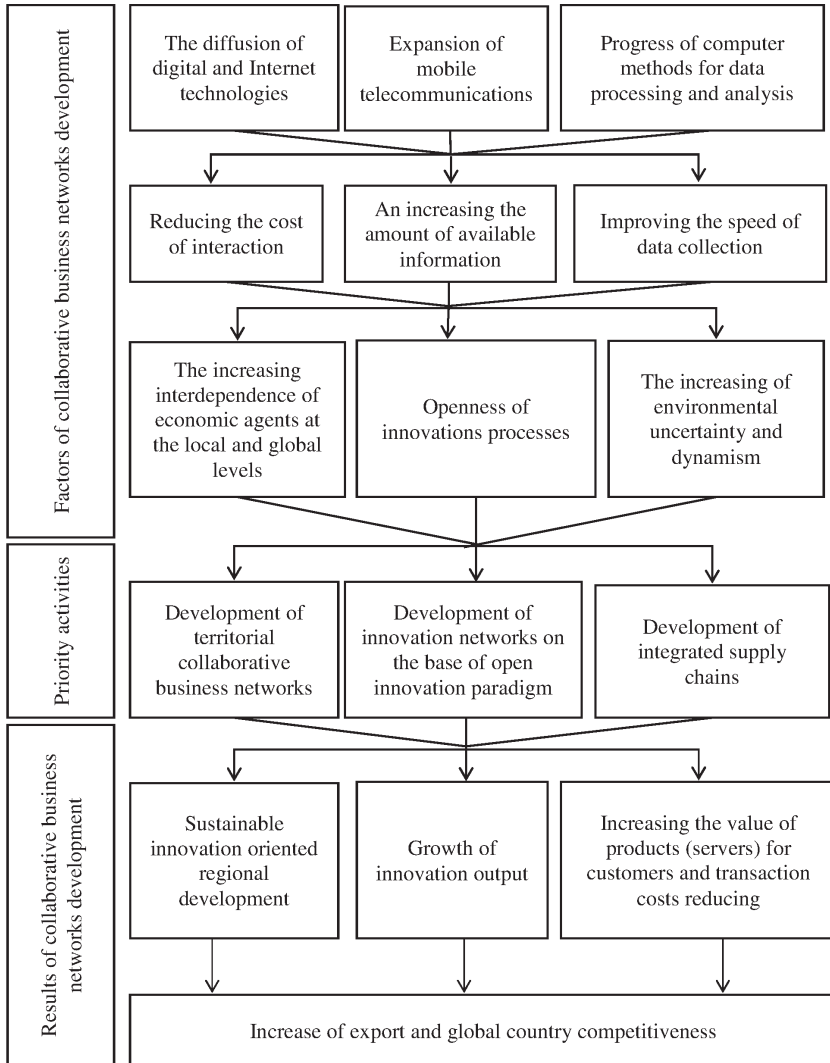 Factors of collaborative business networks development
The diffusion of
digital and Internet
technologies
Expansion of
mobile
telecommunications
Progress of computer
methods for data
processing and analysis
Reducing the cost
of interaction
An increasing the
amount of available
information
Improving the speed of
data collection
The increasing
interdependence of
economic agents at
the local and global
levels
Openness of
innovations processes
The increasing of
environmental
uncertainty and
dynamism
Priority activities
Development of
territorial
collaborative
business networks
Development of
innovation networks on
the base of open
innovation paradigm
Development of
integrated supply
chains
Results of collaborative business
networks development
Sustainable
innovation oriented
regional
development
Growth of
innovation output
Increasing the value of
products (servers) for
customers and transaction
costs reducing
Increase of export and global country competitiveness